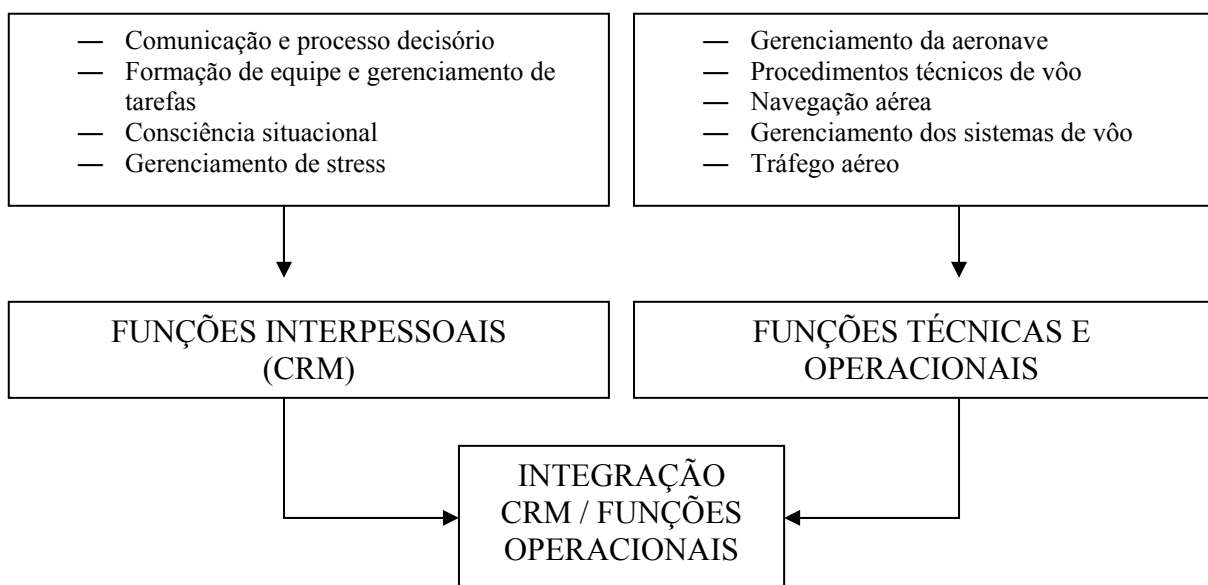 — Comunicação e processo decisório
— Formação de equipe e gerenciamento de
tarefas
— Consciência situacional
— Gerenciamento de stress
— Gerenciamento da aeronave
— Procedimentos técnicos de vôo
— Navegação aérea
— Gerenciamento dos sistemas de vôo
— Tráfego aéreo
FUNÇÕES INTERPESSOAIS
(CRM)
FUNÇÕES TÉCNICAS E
OPERACIONAIS
INTEGRAÇÃO
CRM / FUNÇÕES
OPERACIONAIS